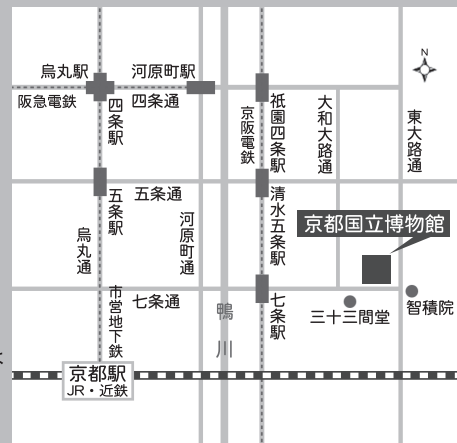 N
烏丸駅
河原町駅
阪急電鉄
四条通
四条駅
京阪電鉄
祇園四条駅
大和大路通
東大路通
五条駅
五条通
清水五条駅
京都国立博物館
烏丸通
河原町通
市営地下鉄
七条通
鴨川
七条駅
三十三間堂
智積院
京都駅
JR・近鉄